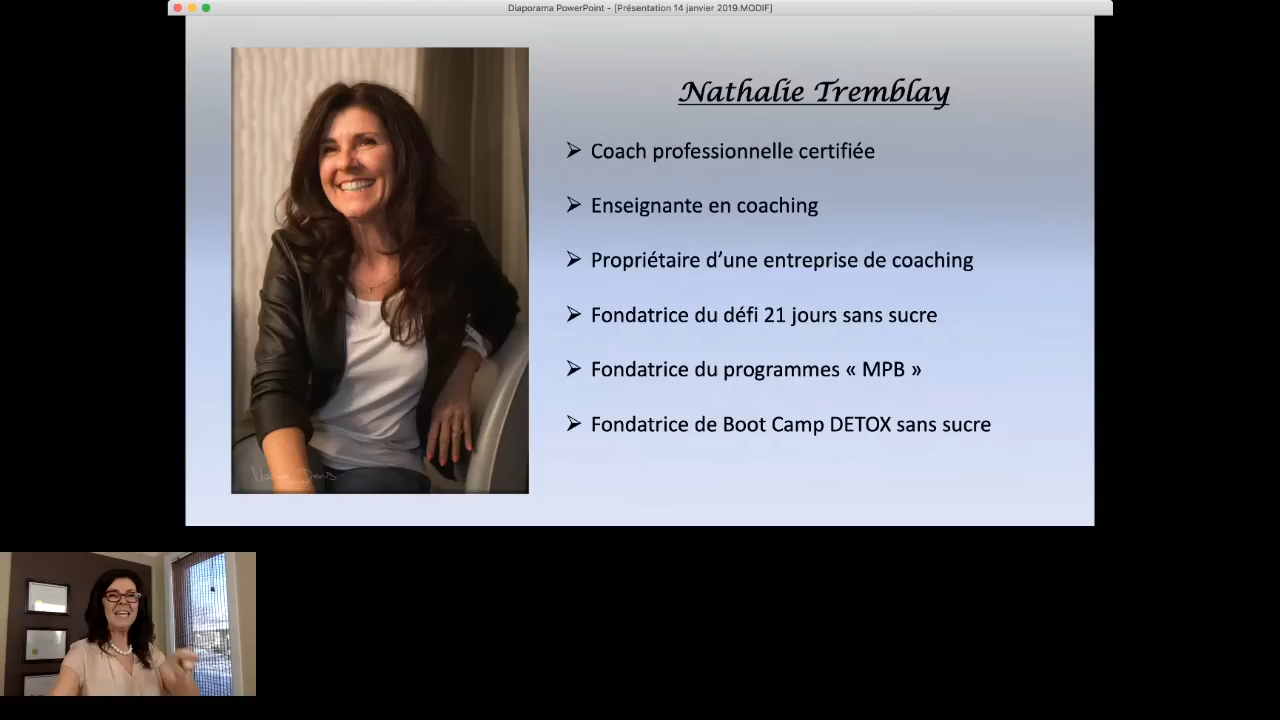 Diaporama PowerPoint - [Présentation 14 janvier 2019.MODIF]
Nathalie Tremblay
Coach professionnelle certifiée
Enseignante en coaching
Propriétaire d’une entreprise de coaching
Fondatrice du défi 21 jours sans sucre
Fondatrice du programmes « MPB »
Fondatrice de Boot Camp DETOX sans sucre